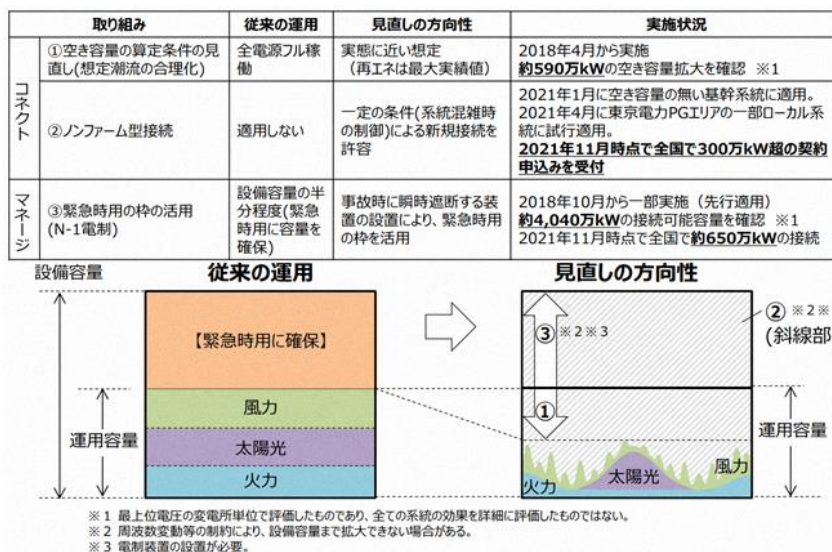 取り組み 従来の運用 見直しの方向性 実施状況
コネクト
①空き容量の算定条件の見
直し(想定潮流の合理化)
全電源フル稼
働
実態に近い想定
（再エネは最大実績値）
2018年4月から実施
約590万kWの空き容量拡大を確認 ※1
②ノンファーム型接続
適用しない
一定の条件(系統混雑時
の制御)による新規接続を
許容
2021年1月に空き容量の無い基幹系統に適用。
2021年4月に東京電力PGエリアの一部ローカル系
統に試行適用。
2021年11月時点で全国で300万kW超の契約
申込みを受付
マネージ
③緊急時用の枠の活用
(N-1電制)
設備容量の半
分程度(緊急
時用に容量を
確保)
事故時に瞬時遮断する装
置の設置により、緊急時用
の枠を活用
2018年10月から一部実施（先行適用）
約4,040万kWの接続可能容量を確認 ※1
2021年11月時点で全国で約650万kWの接続
設備容量 従来の運用 見直しの方向性
【緊急時用に確保】
風力
太陽光
火力
運用容量
③ ※2※3
①
② ※2※
(斜線部
火力 太陽光 風力
運用容量
※1 最上位電圧の変電所単位で評価したものであり、全ての系統の効果を詳細に評価したものではない。
※2 周波数変動等の制約により、設備容量まで拡大できない場合がある。
※3 電制装置の設置が必要。